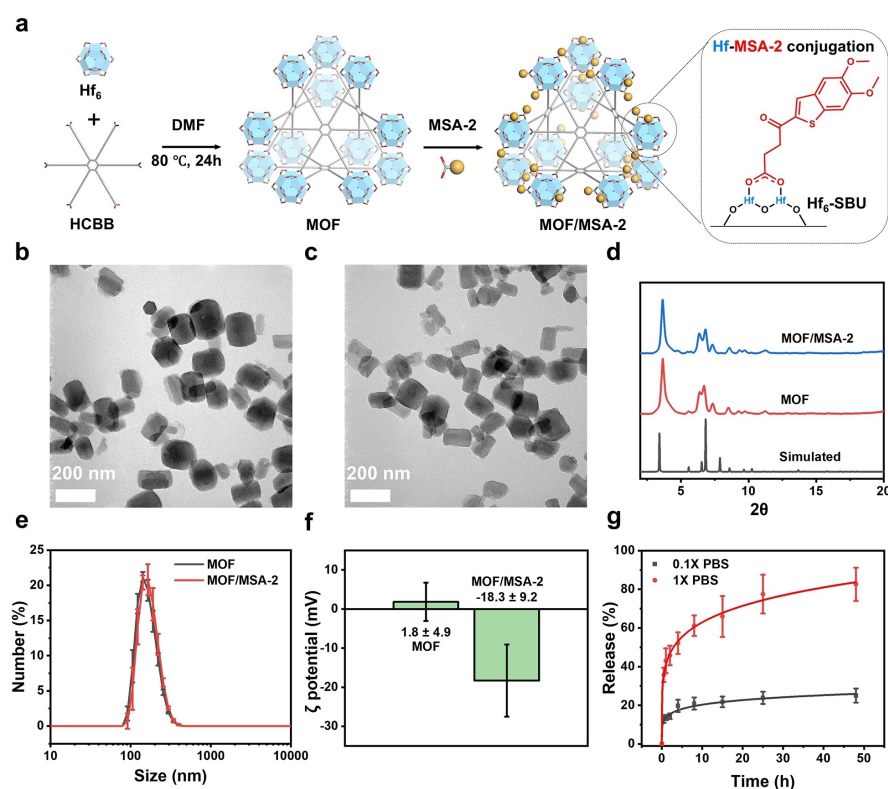 a
Hf6
+
HCBB
DMF
80 ℃, 24h
MOF
MSA-2
MOF/MSA-2
Hf-MSA-2 conjugation
O
O
O
S
O
O
Hf
Hf
O
O
O
Hf6-SBU
b
200 nm
c
200 nm
d
MOF/MSA-2
MOF
Simulated
5
10
15
20
2θ
e
Number (%)
25
20
15
10
5
0
MOF
MOF/MSA-2
10
100
1000
10000
Size (nm)
f
ζ potential (mV)
10
0
-10
-20
-30
MOF/MSA-2
-18.3 ± 9.2
1.8 ± 4.9
MOF
g
Release (%)
100
80
60
40
20
0
0.1X PBS
1X PBS
0
10
20
30
40
50
Time (h)